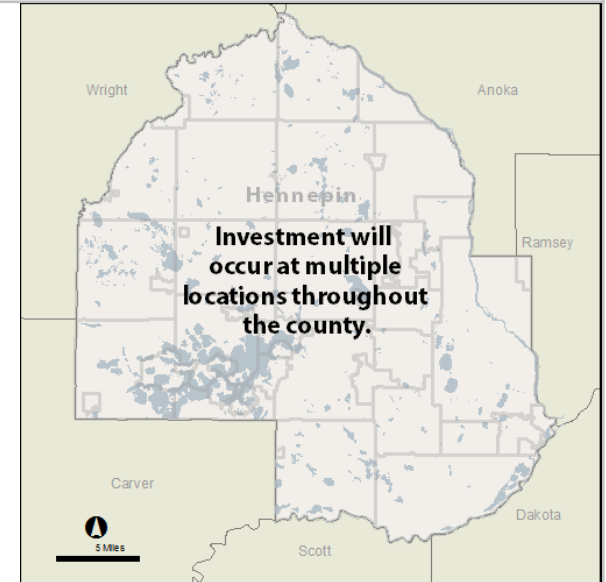 Wright
Anoka
Hennepin
Investment will
occur at multiple
locations throughout
the county.
Ramsey
Carver
5 Miles
Scott
Dakota